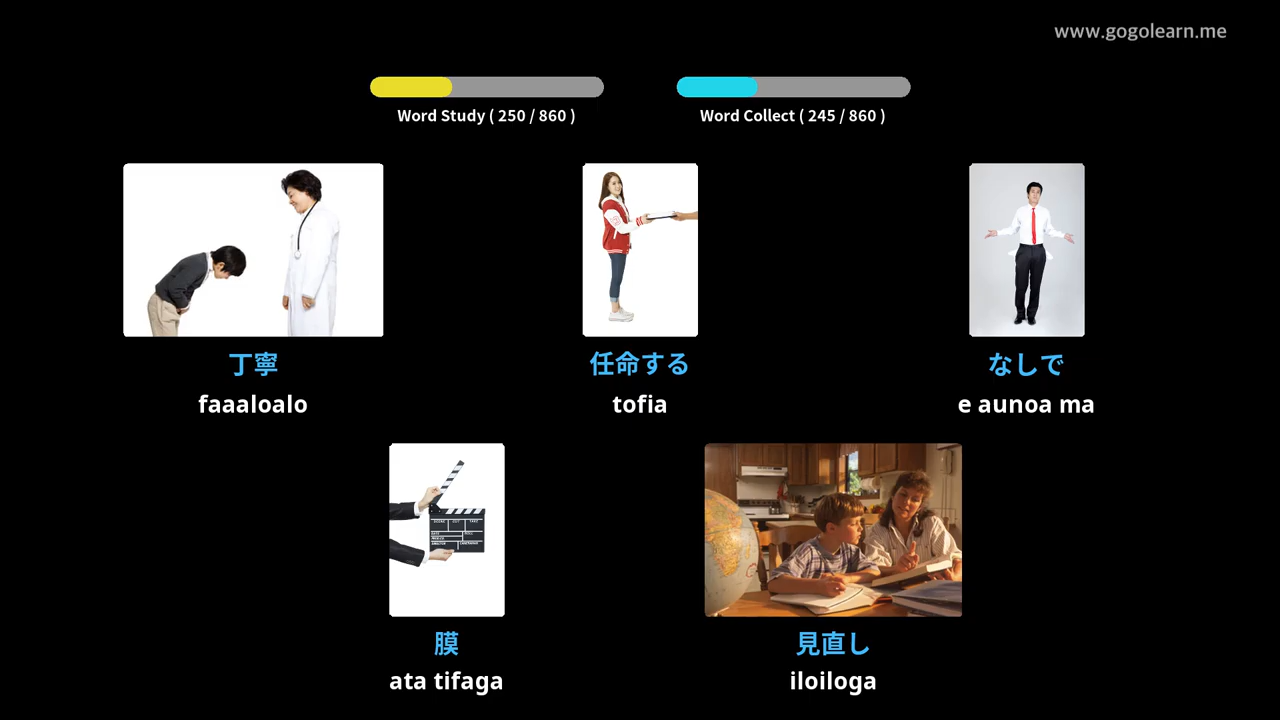 www.gogolearn.me
Word Study ( 250 / 860 )
Word Collect ( 245 / 860 )
丁寧
任命する
なしで
faaaloalo
tofia
e aunoa ma
膜
見直し
ata tifaga
iloiloga